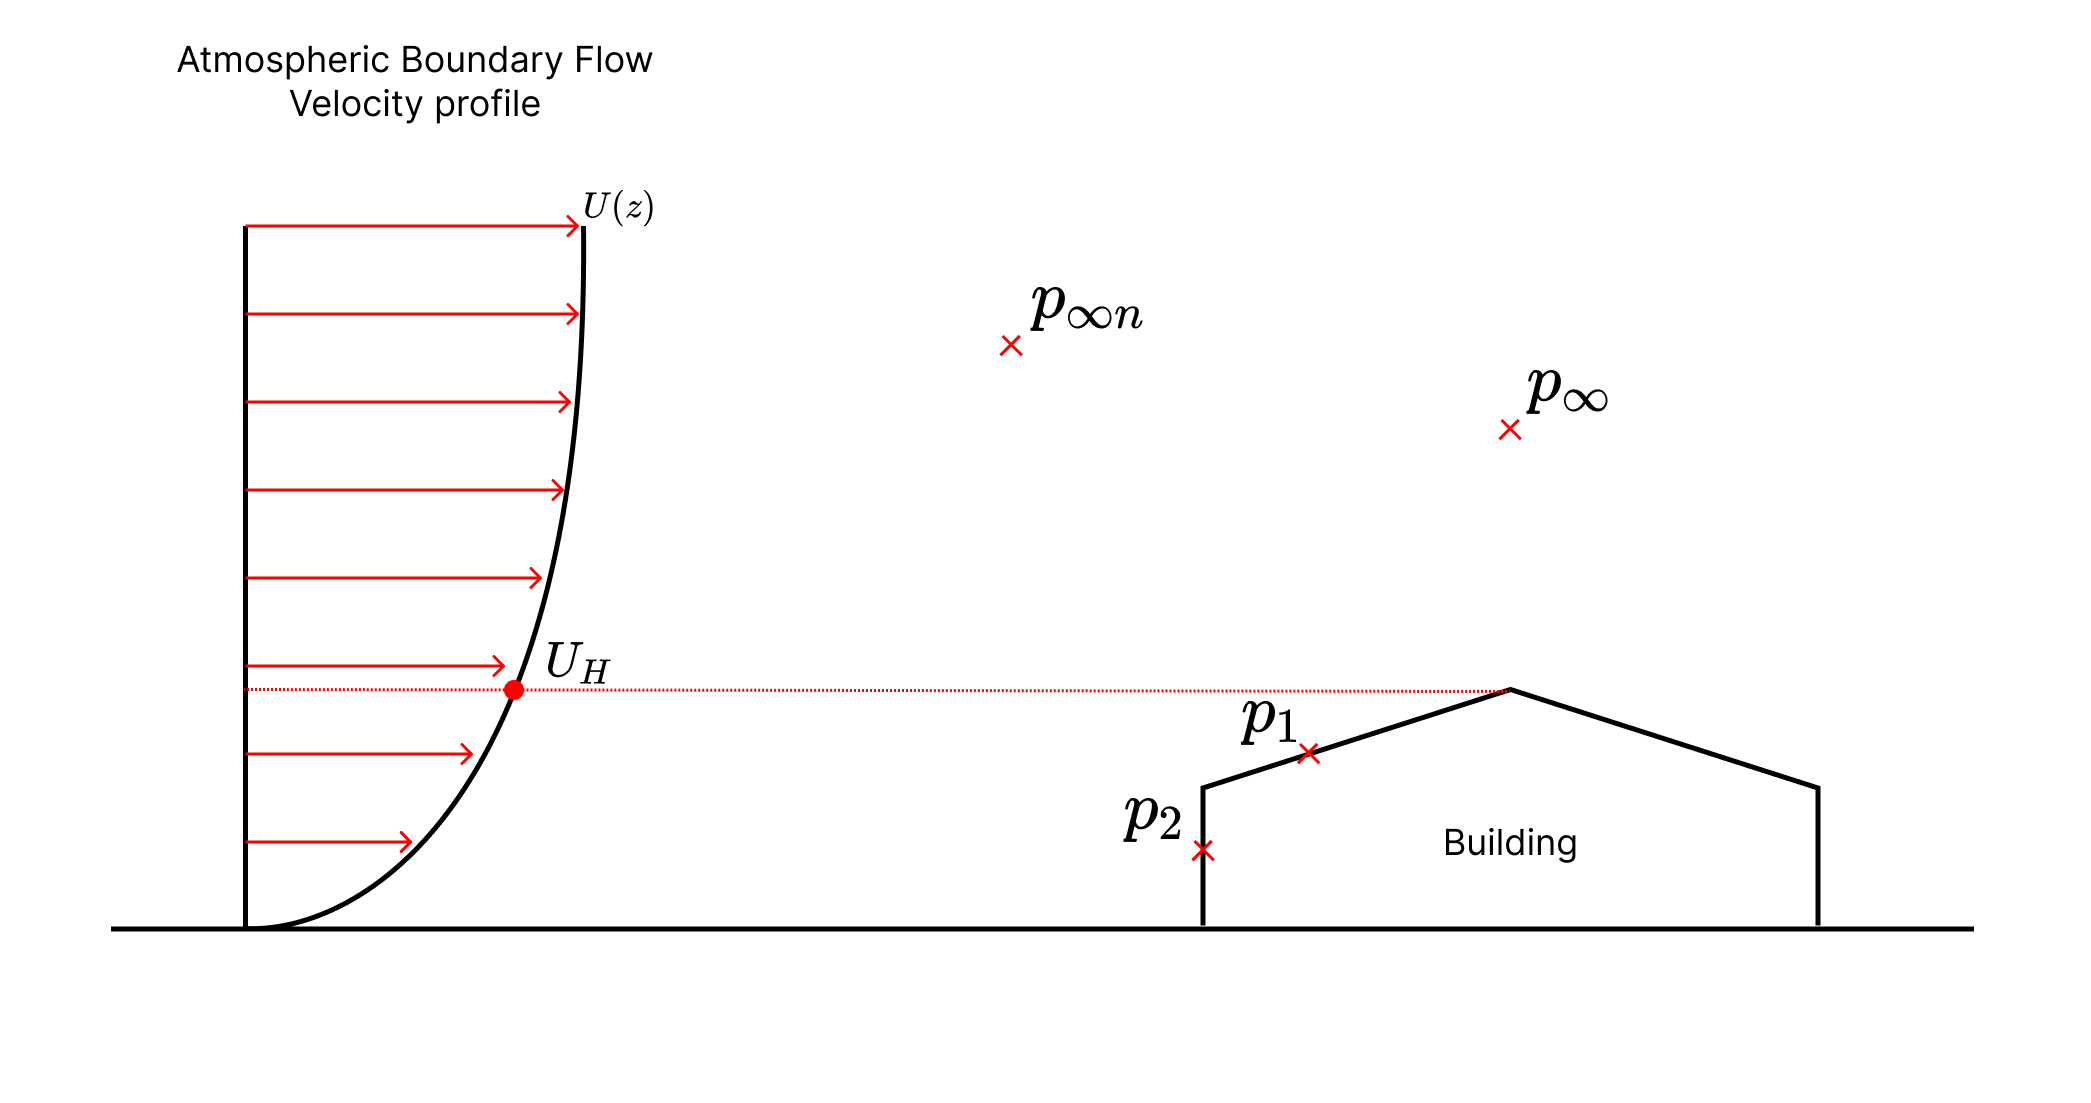 Atmospheric Boundary Flow
Velocity profile
U(z)
p∞n
p∞
U_H
p₁
p₂
Building